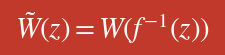 W̃(z) = W(f⁻¹(z))